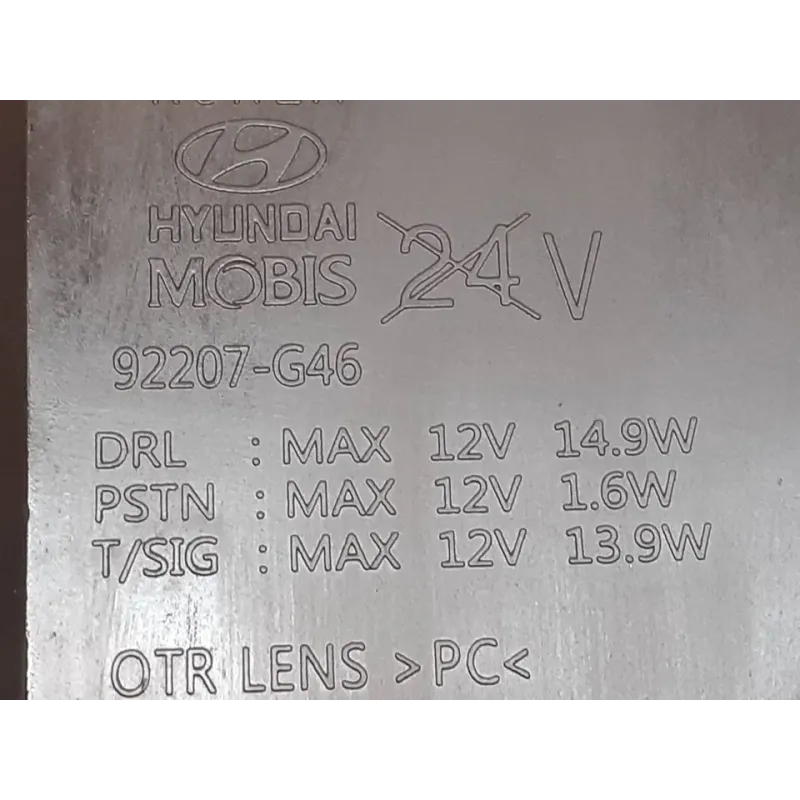 HYUNDAI
MOBIS 24 V
92207-G46
DRL : MAX 12V 14.9W
PSTN : MAX 12V 1.6W
T/SIG : MAX 12V 13.9W
OTR LENS >PC<